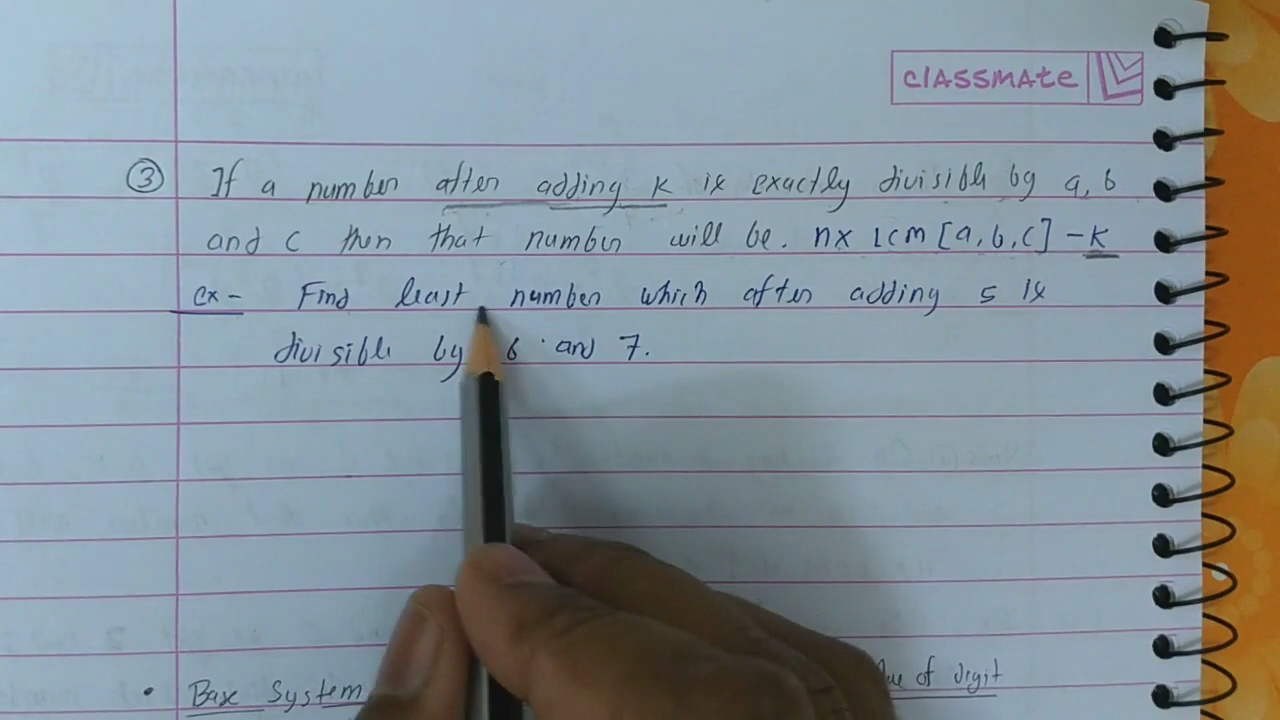 classmate
③ If a number after adding k is exactly divisible by a, b
and c then that number will be. n× LCM [a, b, c] - k
ex- Find least number which after adding 5 is
divisible by 6 and 7.
• Base System ue of digit